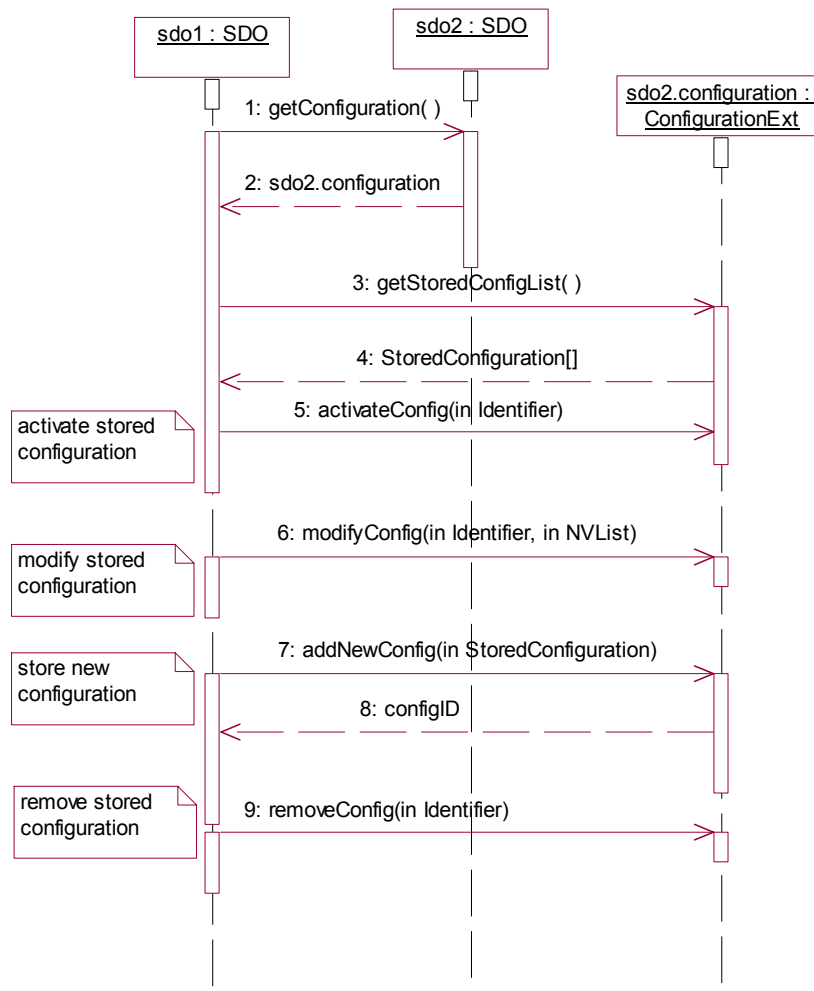 sdo1 : SDO
sdo2 : SDO
sdo2.configuration :
ConfigurationExt
1: getConfiguration( )
2: sdo2.configuration
3: getStoredConfigList( )
4: StoredConfiguration[]
activate stored
configuration
5: activateConfig(in Identifier)
6: modifyConfig(in Identifier, in NVList)
modify stored
configuration
7: addNewConfig(in StoredConfiguration)
store new
configuration
8: configID
remove stored
configuration
9: removeConfig(in Identifier)